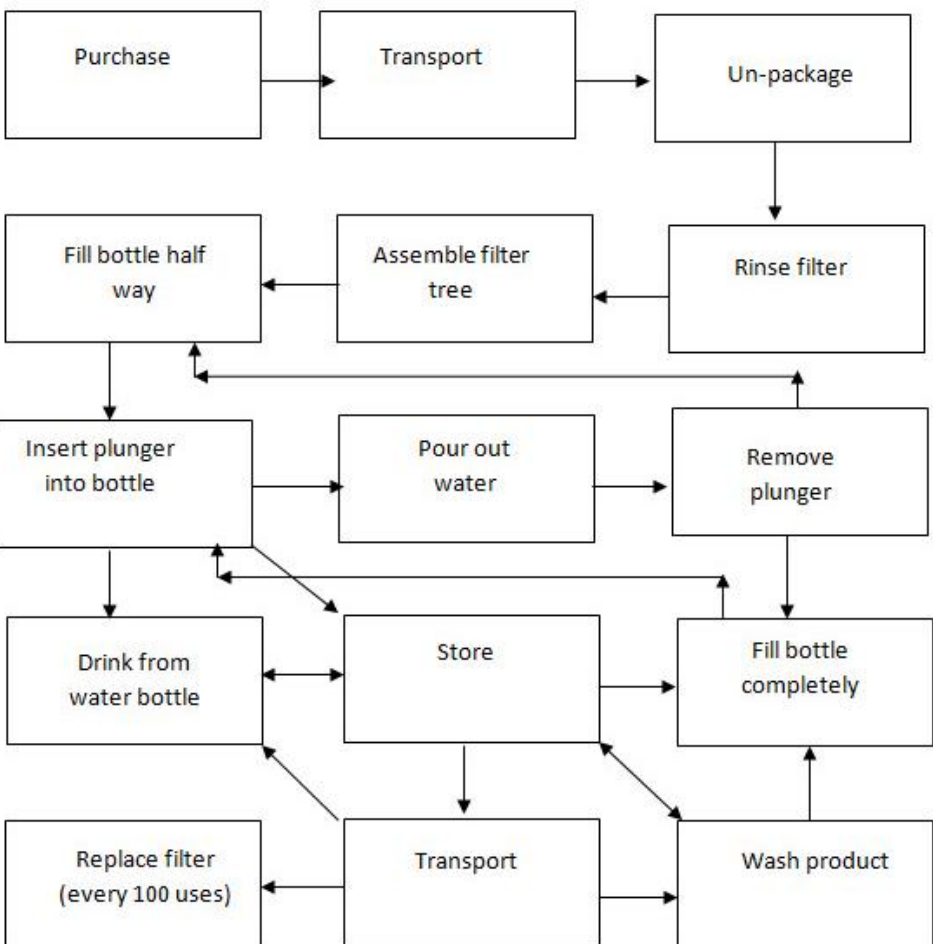 Purchase
Transport
Un-package
Fill bottle half
way
Assemble filter
tree
Rinse filter
Insert plunger
into bottle
Pour out
water
Remove
plunger
Drink from
water bottle
Store
Fill bottle
completely
Replace filter
(every 100 uses)
Transport
Wash product